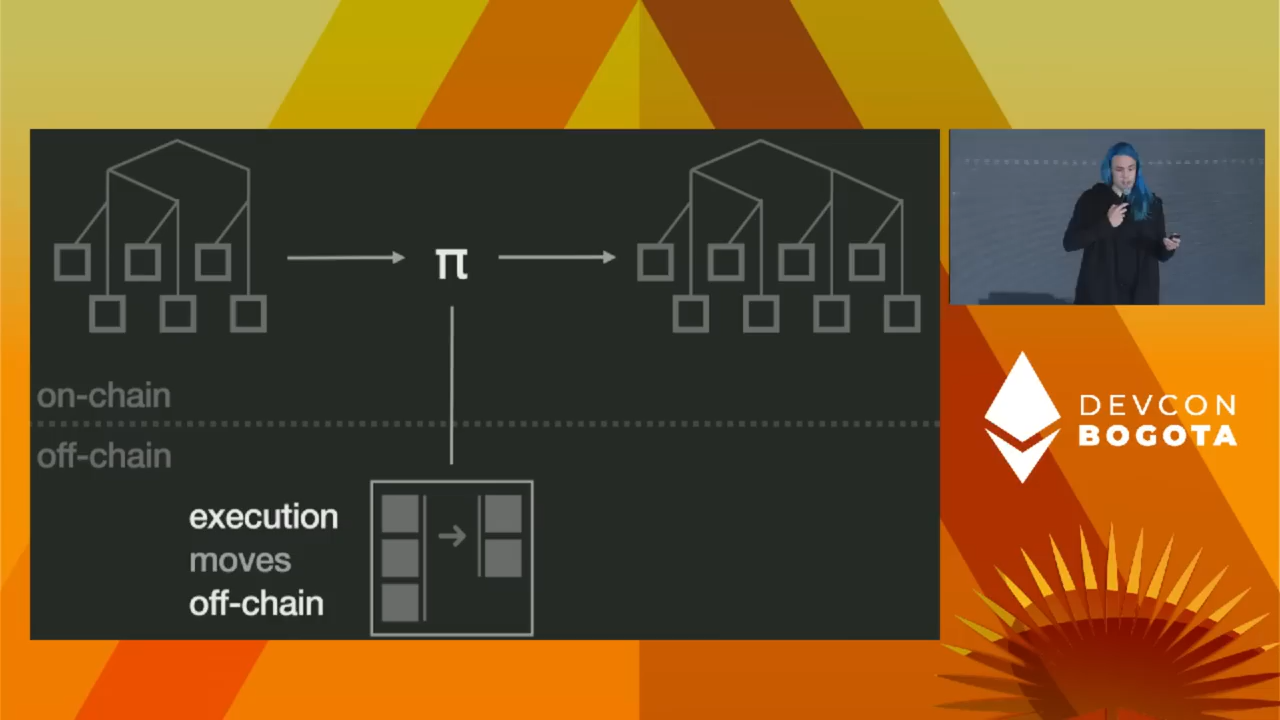 π
on-chain
off-chain
execution
moves
off-chain
DEVCON
BOGOTA